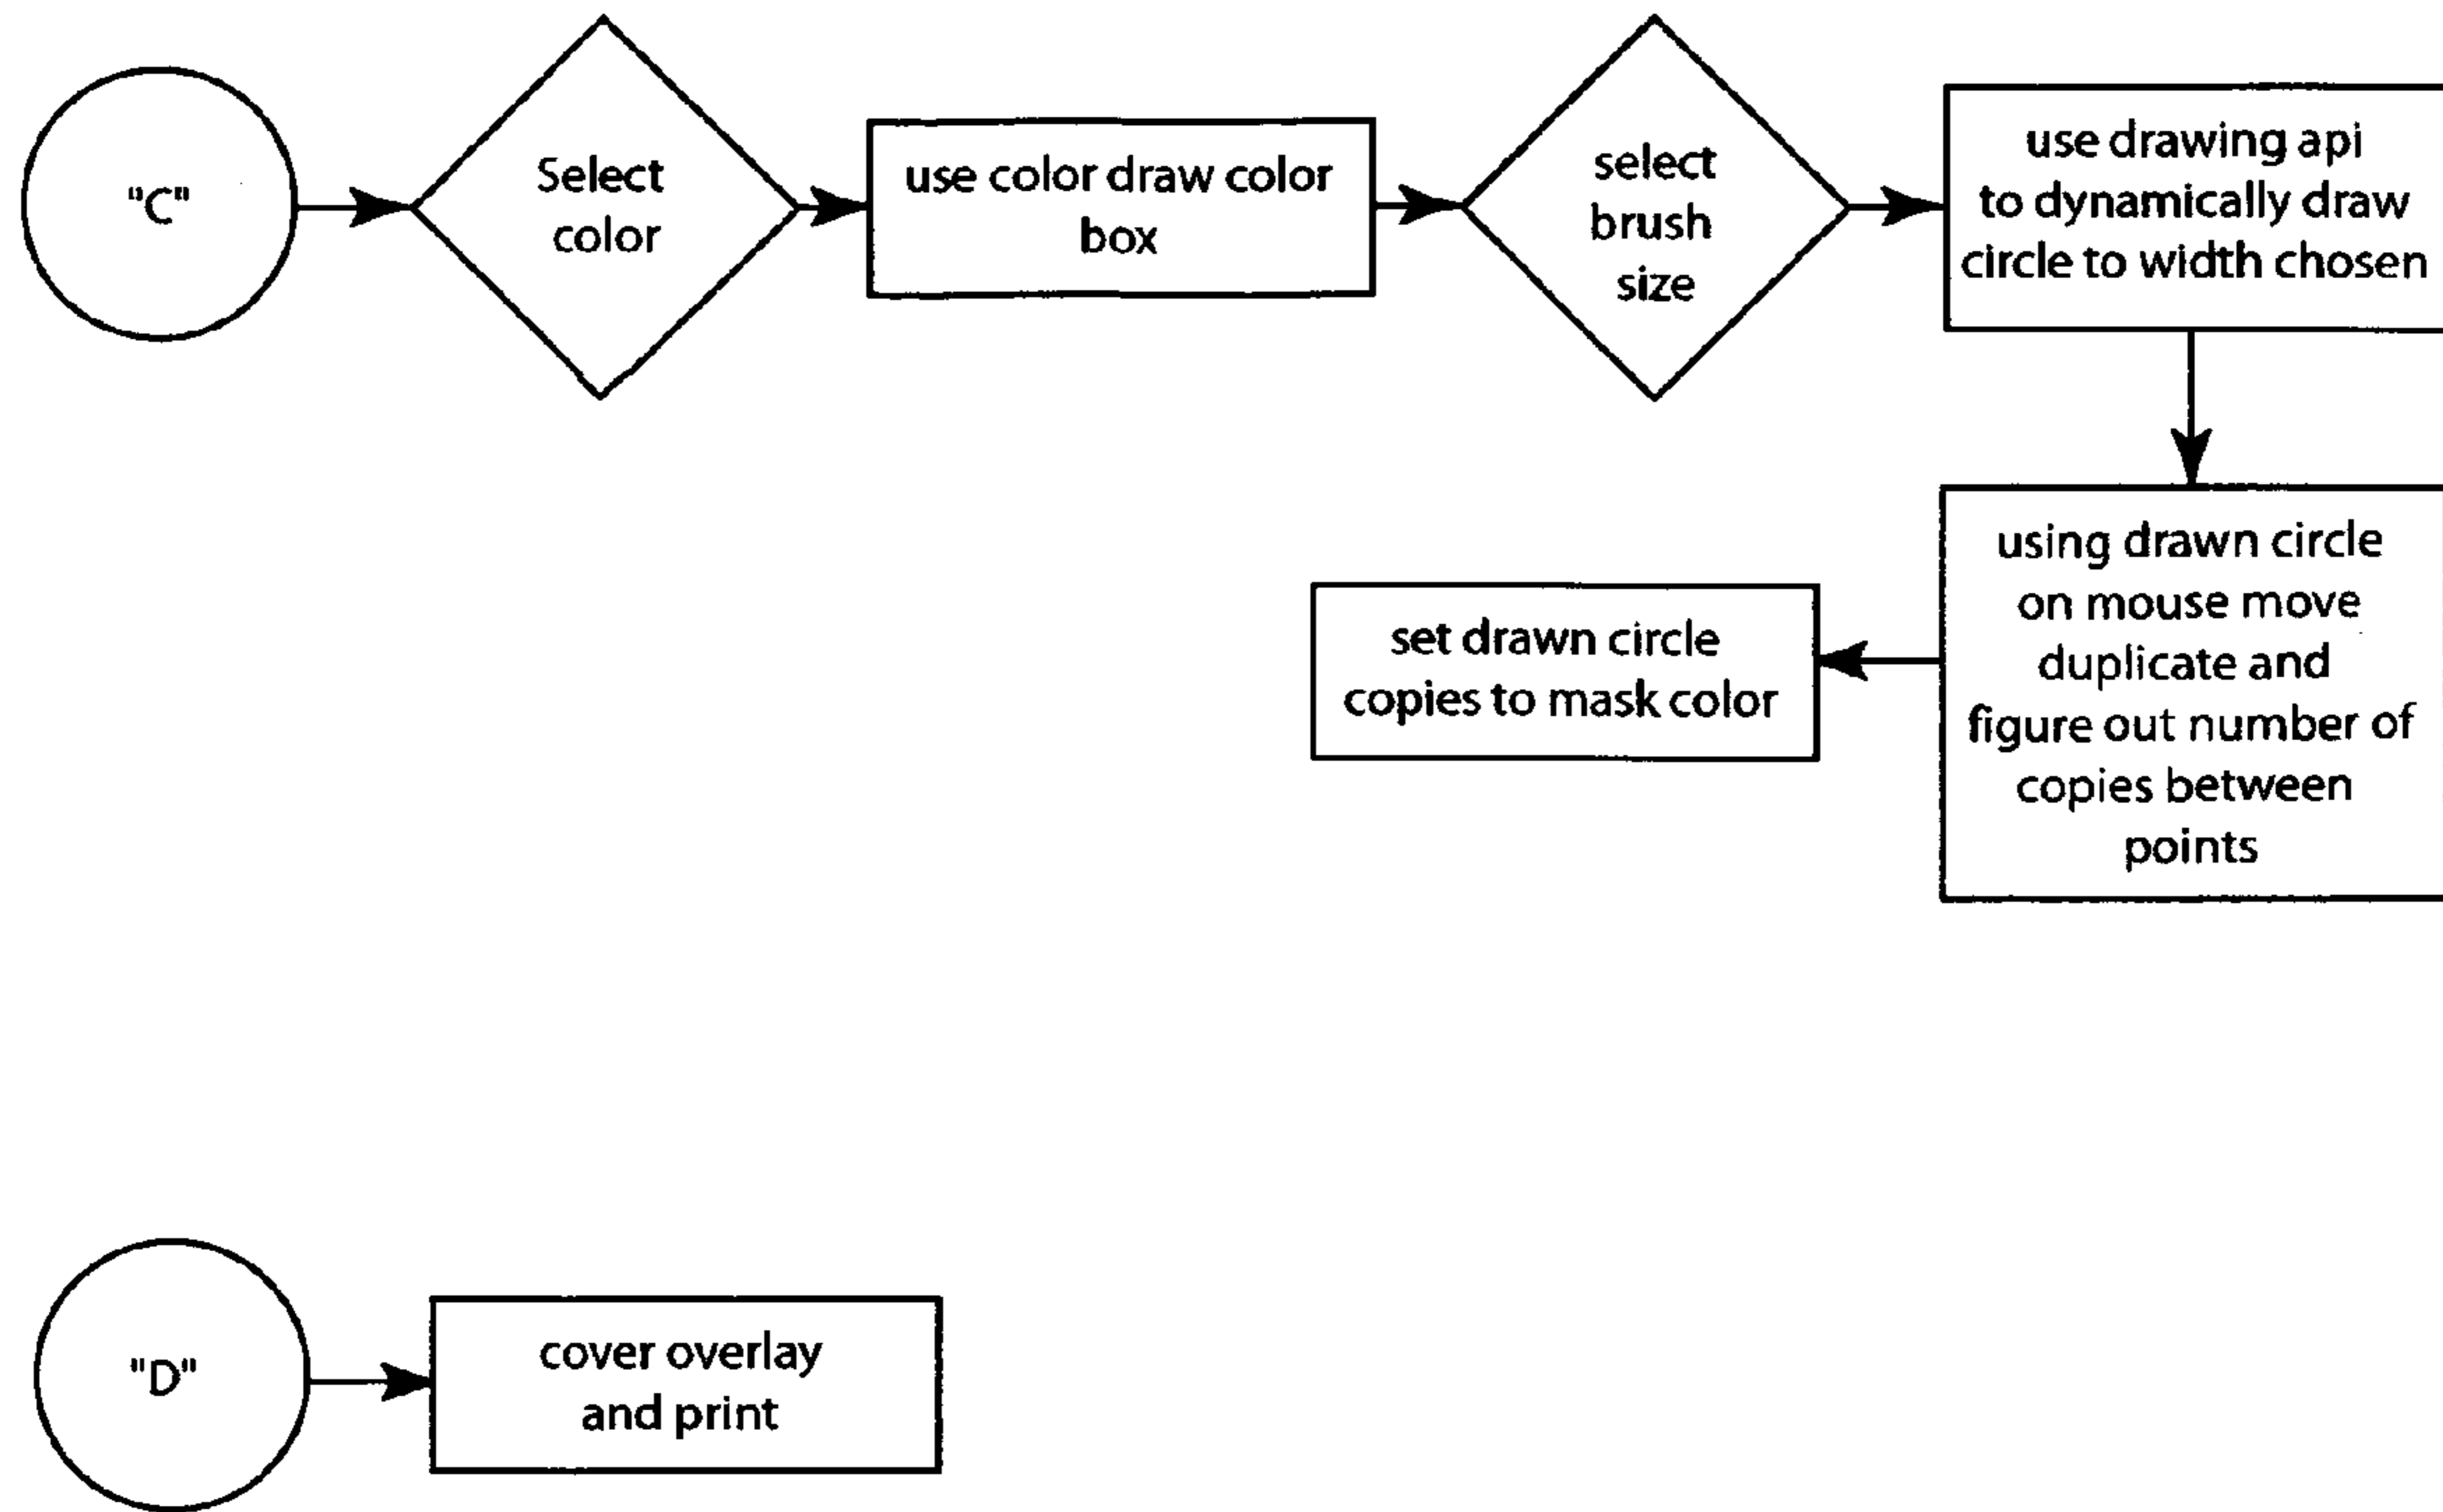 "C"
Select
color
use color draw color
box
select
brush
size
use drawing api
to dynamically draw
circle to width chosen
using drawn circle
on mouse move
duplicate and
figure out number of
copies between
points
set drawn circle
copies to mask color
"D"
cover overlay
and print